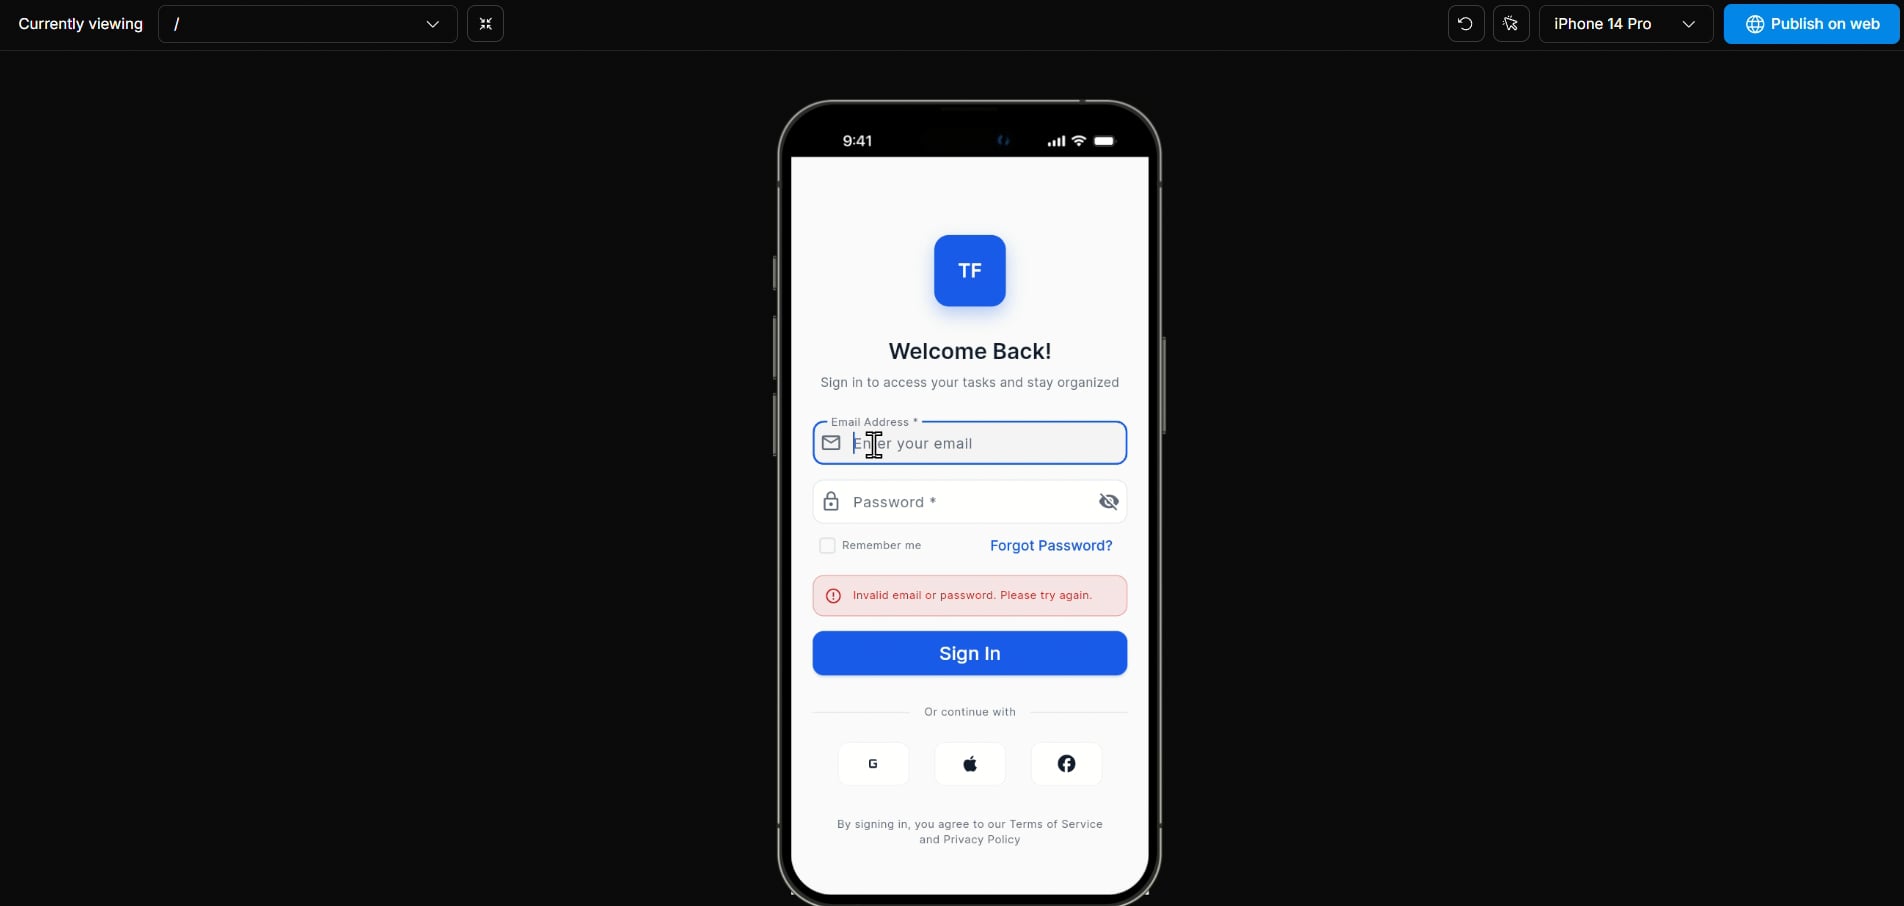 Currently viewing
/
iPhone 14 Pro
Publish on web
9:41
TF
Welcome Back!
Sign in to access your tasks and stay organized
Email Address *
Enter your email
Password *
Remember me
Forgot Password?
Invalid email or password. Please try again.
Sign In
Or continue with
G
By signing in, you agree to our Terms of Service
and Privacy Policy